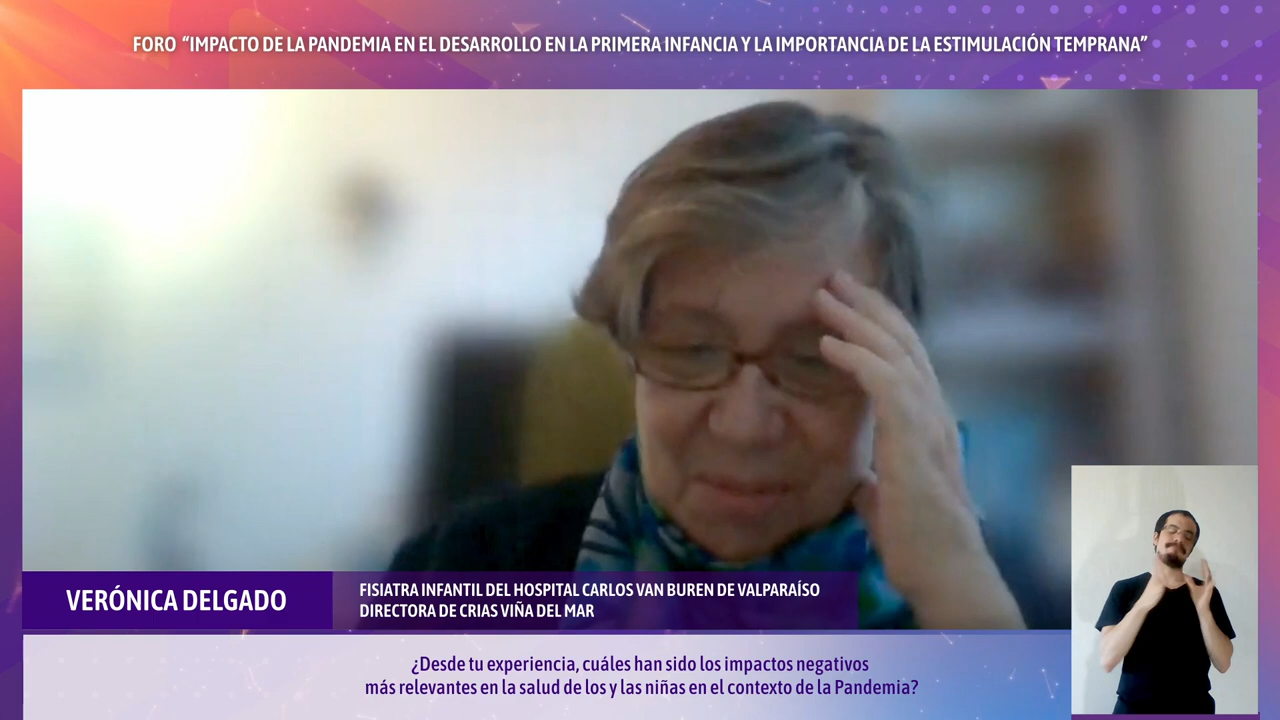 FORO “IMPACTO DE LA PANDEMIA EN EL DESARROLLO EN LA PRIMERA INFANCIA Y LA IMPORTANCIA DE LA ESTIMULACIÓN TEMPRANA”
VERÓNICA DELGADO
FISIATRA INFANTIL DEL HOSPITAL CARLOS VAN BUREN DE VALPARAÍSO
DIRECTORA DE CRIAS VIÑA DEL MAR
¿Desde tu experiencia, cuáles han sido los impactos negativos
más relevantes en la salud de los y las niñas en el contexto de la Pandemia?